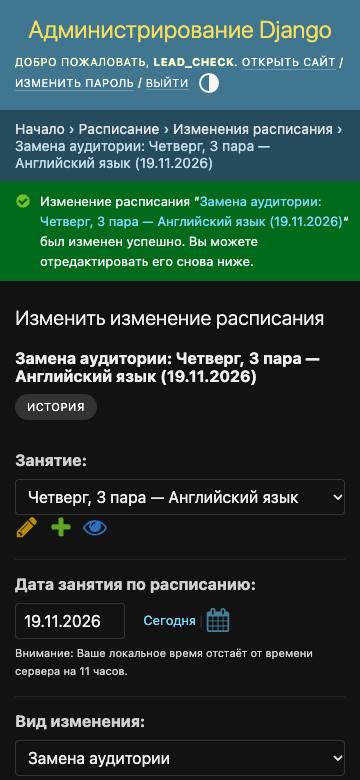 Администрирование Django
ДОБРО ПОЖАЛОВАТЬ, LEAD_CHECK. ОТКРЫТЬ САЙТ /
ИЗМЕНИТЬ ПАРОЛЬ / ВЫЙТИ
Начало › Расписание › Изменения расписания ›
Замена аудитории: Четверг, 3 пара —
Английский язык (19.11.2026)
Изменение расписания "Замена аудитории:
Четверг, 3 пара — Английский язык (19.11.2026)"
был изменен успешно. Вы можете
отредактировать его снова ниже.
Изменить изменение расписания
Замена аудитории: Четверг, 3 пара —
Английский язык (19.11.2026)
ИСТОРИЯ
Занятие:
Четверг, 3 пара — Английский язык
Дата занятия по расписанию:
19.11.2026 Сегодня |
Внимание: Ваше локальное время отстаёт от времени
сервера на 11 часов.
Вид изменения:
Замена аудитории